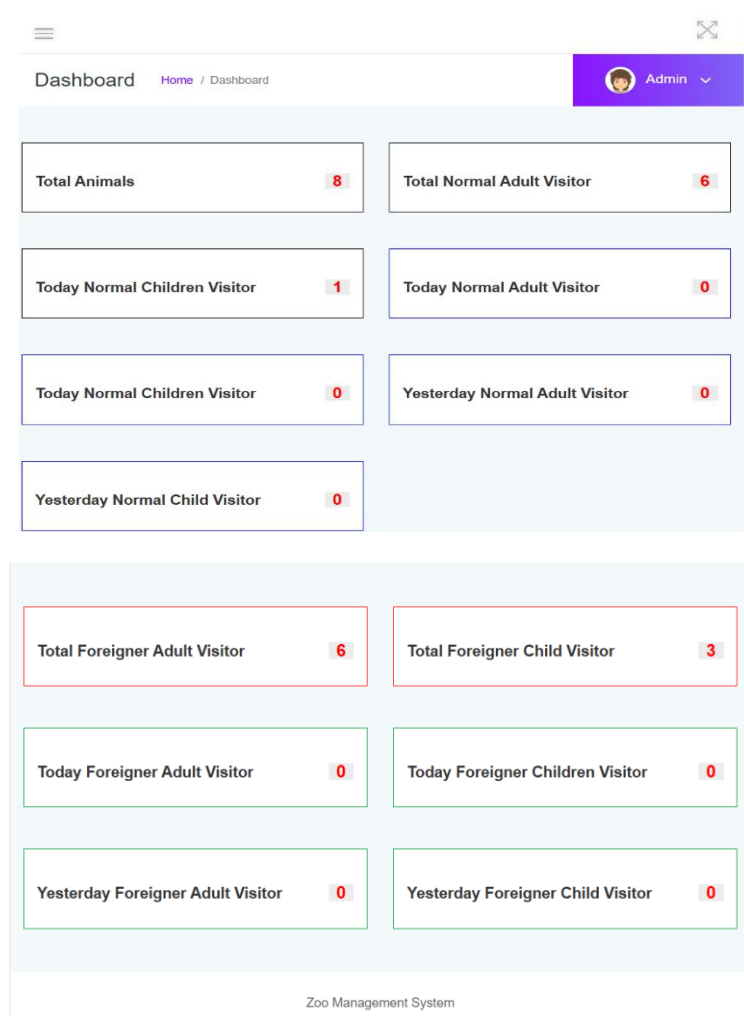 Dashboard Home / Dashboard Admin
Total Animals 8 Total Normal Adult Visitor 6
Today Normal Children Visitor 1 Today Normal Adult Visitor 0
Today Normal Children Visitor 0 Yesterday Normal Adult Visitor 0
Yesterday Normal Child Visitor 0
Total Foreigner Adult Visitor 6 Total Foreigner Child Visitor 3
Today Foreigner Adult Visitor 0 Today Foreigner Children Visitor 0
Yesterday Foreigner Adult Visitor 0 Yesterday Foreigner Child Visitor 0
Zoo Management System